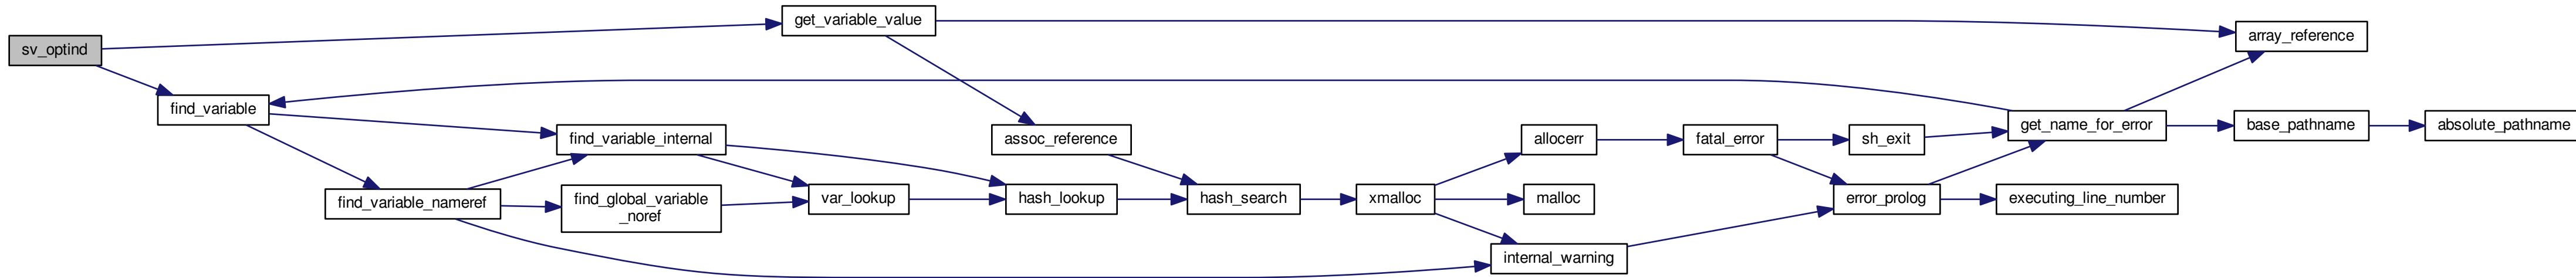 sv_optind
get_variable_value
array_reference
find_variable
find_variable_internal
assoc_reference
allocerr
fatal_error
sh_exit
get_name_for_error
base_pathname
absolute_pathname
find_variable_nameref
find_global_variable
_noref
var_lookup
hash_lookup
hash_search
xmalloc
malloc
error_prolog
executing_line_number
internal_warning